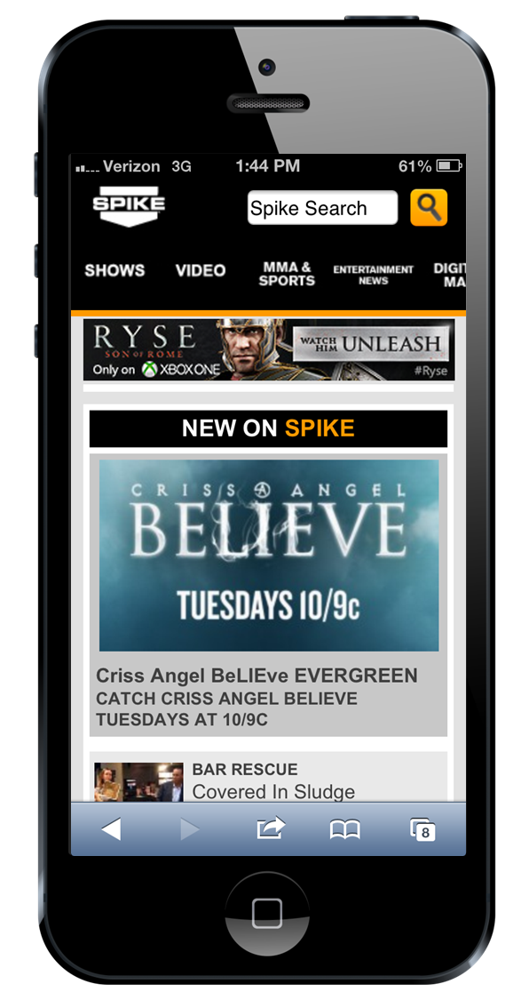 Verizon 3G 1:44 PM 61%
SPIKE
Spike Search
SHOWS VIDEO MMA & SPORTS ENTERTAINMENT NEWS DIGIT MA
RYSE
SON OF ROME
Only on XBOX ONE
WATCH HIM UNLEASH
#Ryse
NEW ON SPIKE
CRISS ANGEL
BELIEVE
TUESDAYS 10/9c
Criss Angel BeLIEve EVERGREEN
CATCH CRISS ANGEL BELIEVE
TUESDAYS AT 10/9C
BAR RESCUE
Covered In Sludge
8